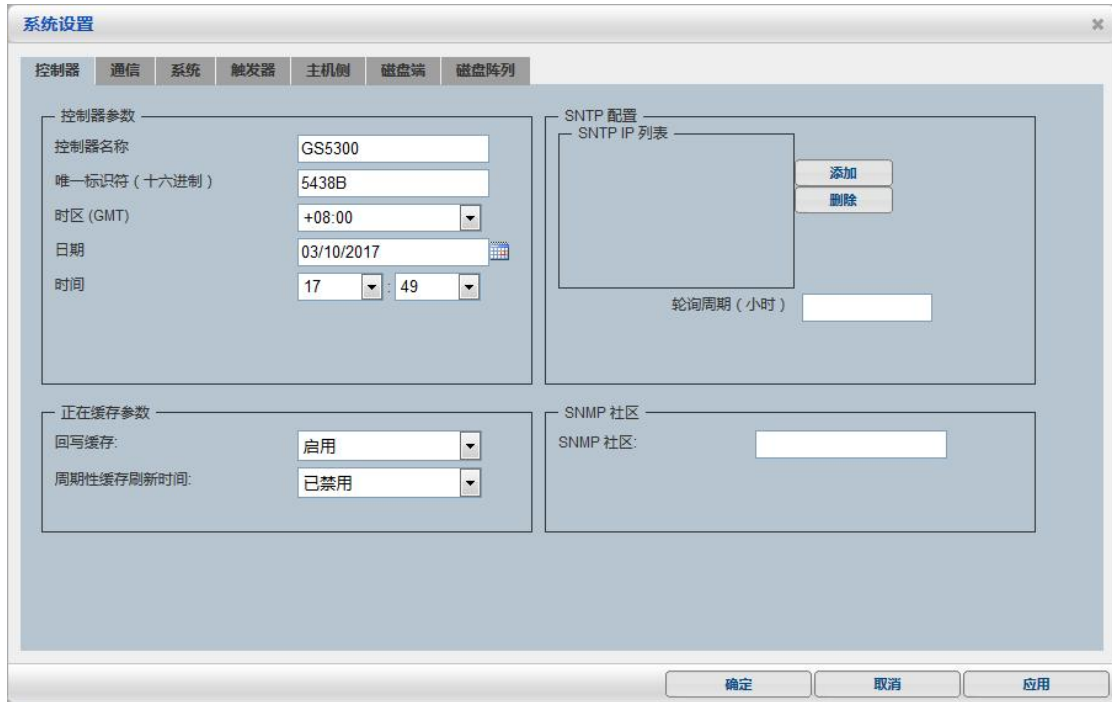 系统设置
控制器 通信 系统 触发器 主机侧 磁盘端 磁盘阵列
控制器参数
控制器名称 GS5300
唯一标识符（十六进制） 5438B
时区 (GMT) +08:00
日期 03/10/2017
时间 17 : 49
SNTP 配置
SNTP IP 列表
添加
删除
轮询周期（小时）
正在缓存参数
回写缓存: 启用
周期性缓存刷新时间: 已禁用
SNMP 社区
SNMP 社区:
确定 取消 应用